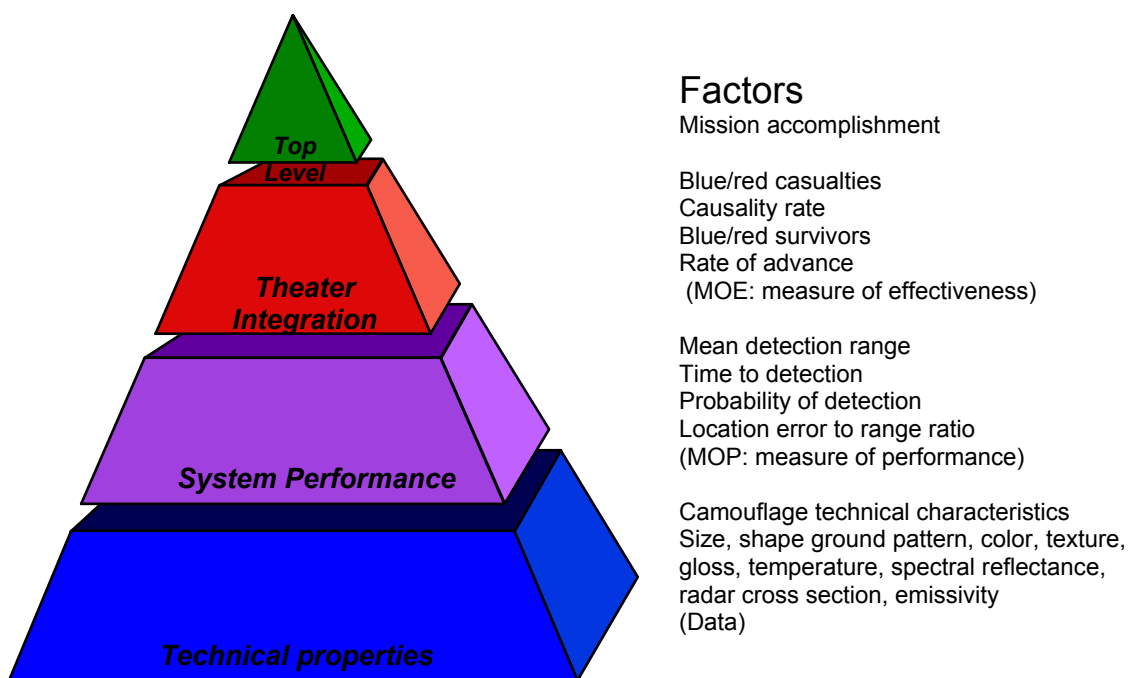 Top
Level
Theater
Integration
System Performance
Technical properties
Factors
Mission accomplishment
Blue/red casualties
Causality rate
Blue/red survivors
Rate of advance
(MOE: measure of effectiveness)
Mean detection range
Time to detection
Probability of detection
Location error to range ratio
(MOP: measure of performance)
Camouflage technical characteristics
Size, shape ground pattern, color, texture,
gloss, temperature, spectral reflectance,
radar cross section, emissivity
(Data)